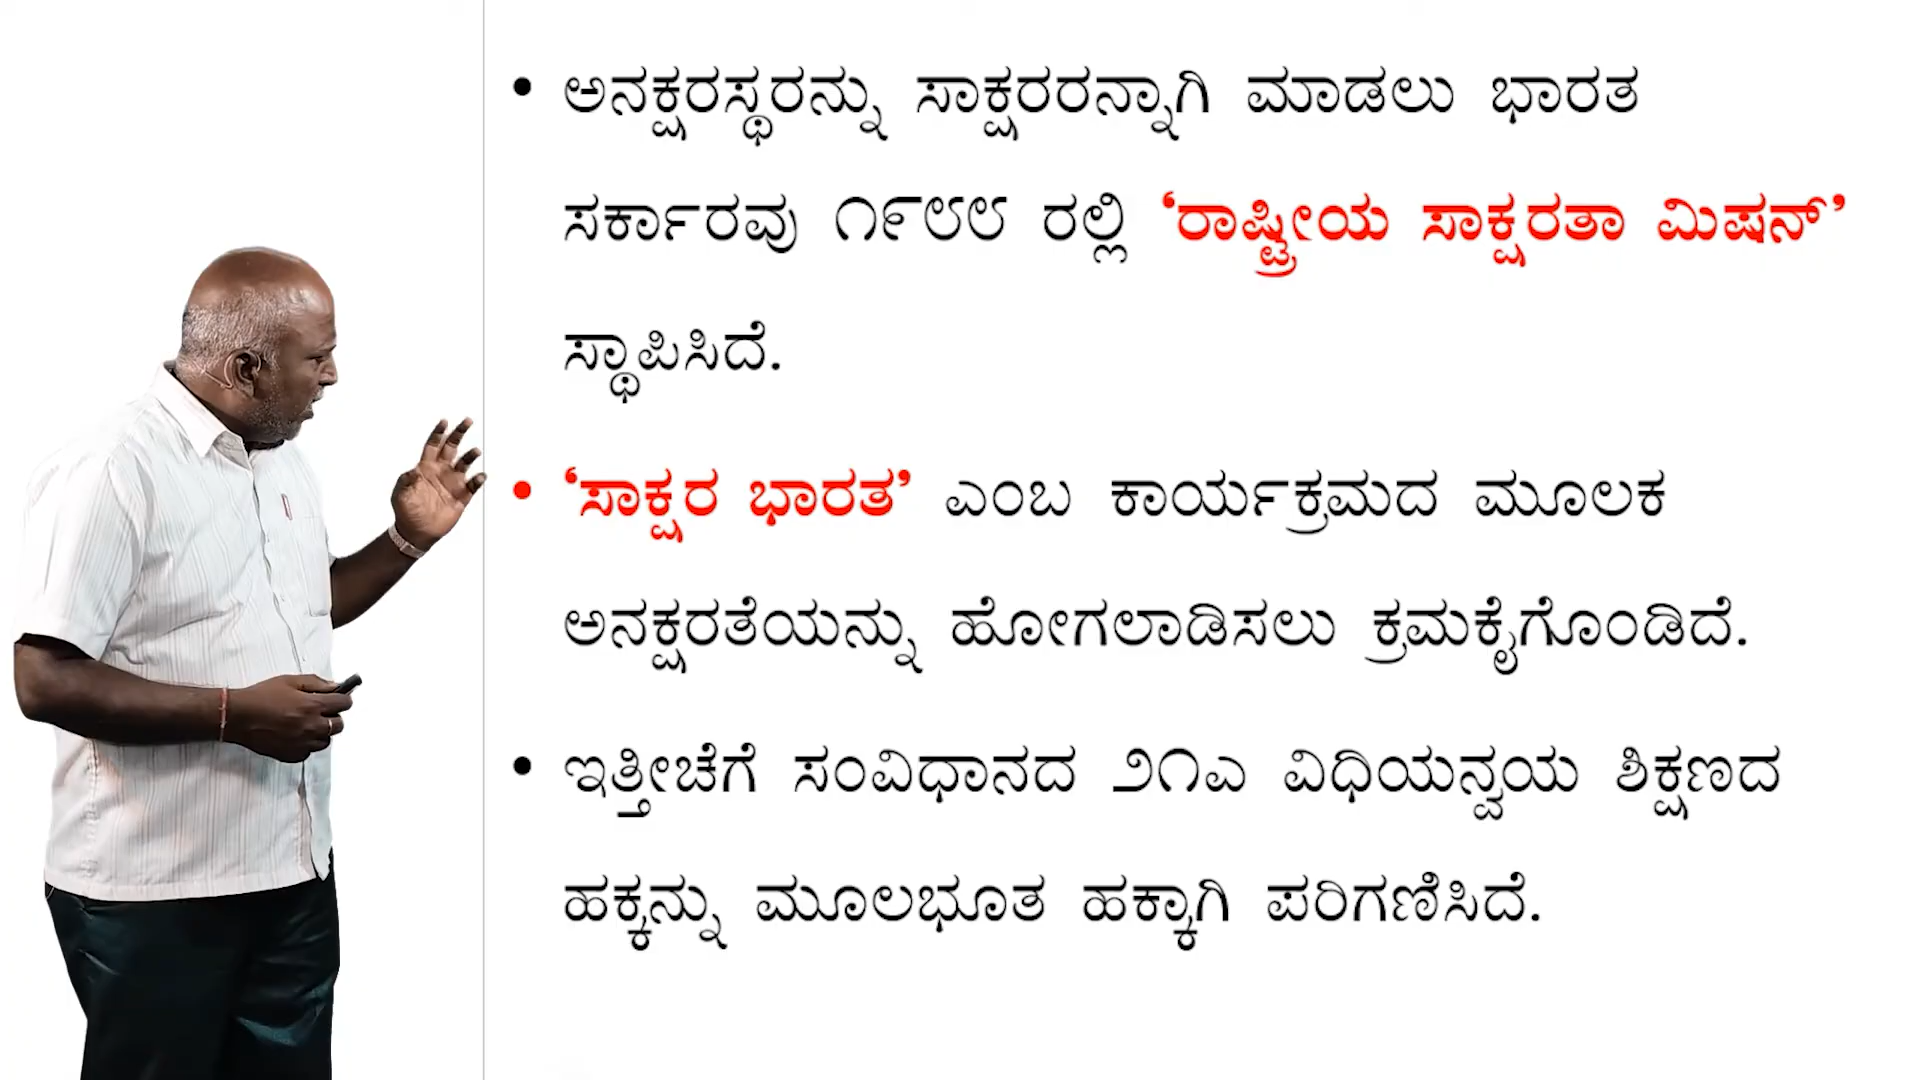 • ಅನಕ್ಷರಸ್ಥರನ್ನು ಸಾಕ್ಷರರನ್ನಾಗಿ ಮಾಡಲು ಭಾರತ
ಸರ್ಕಾರವು ೧೯೮೮ ರಲ್ಲಿ ‘ರಾಷ್ಟ್ರೀಯ ಸಾಕ್ಷರತಾ ಮಿಷನ್’
ಸ್ಥಾಪಿಸಿದೆ.
• ‘ಸಾಕ್ಷರ ಭಾರತ’ ಎಂಬ ಕಾರ್ಯಕ್ರಮದ ಮೂಲಕ
ಅನಕ್ಷರತೆಯನ್ನು ಹೋಗಲಾಡಿಸಲು ಕ್ರಮಕೈಗೊಂಡಿದೆ.
• ಇತ್ತೀಚೆಗೆ ಸಂವಿಧಾನದ ೨೧ಎ ವಿಧಿಯನ್ವಯ ಶಿಕ್ಷಣದ
ಹಕ್ಕನ್ನು ಮೂಲಭೂತ ಹಕ್ಕಾಗಿ ಪರಿಗಣಿಸಿದೆ.